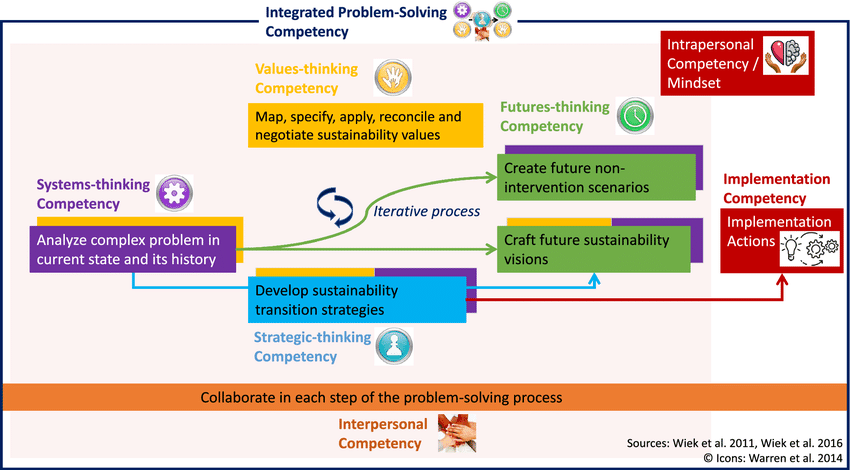 Integrated Problem-Solving
Competency
Intrapersonal
Competency /
Mindset
Values-thinking
Competency
Map, specify, apply, reconcile and
negotiate sustainability values
Futures-thinking
Competency
Create future non-
intervention scenarios
Systems-thinking
Competency
Analyze complex problem in
current state and its history
Iterative process
Craft future sustainability
visions
Implementation
Competency
Implementation
Actions
Develop sustainability
transition strategies
Strategic-thinking
Competency
Collaborate in each step of the problem-solving process
Interpersonal
Competency
Sources: Wiek et al. 2011, Wiek et al. 2016
© Icons: Warren et al. 2014